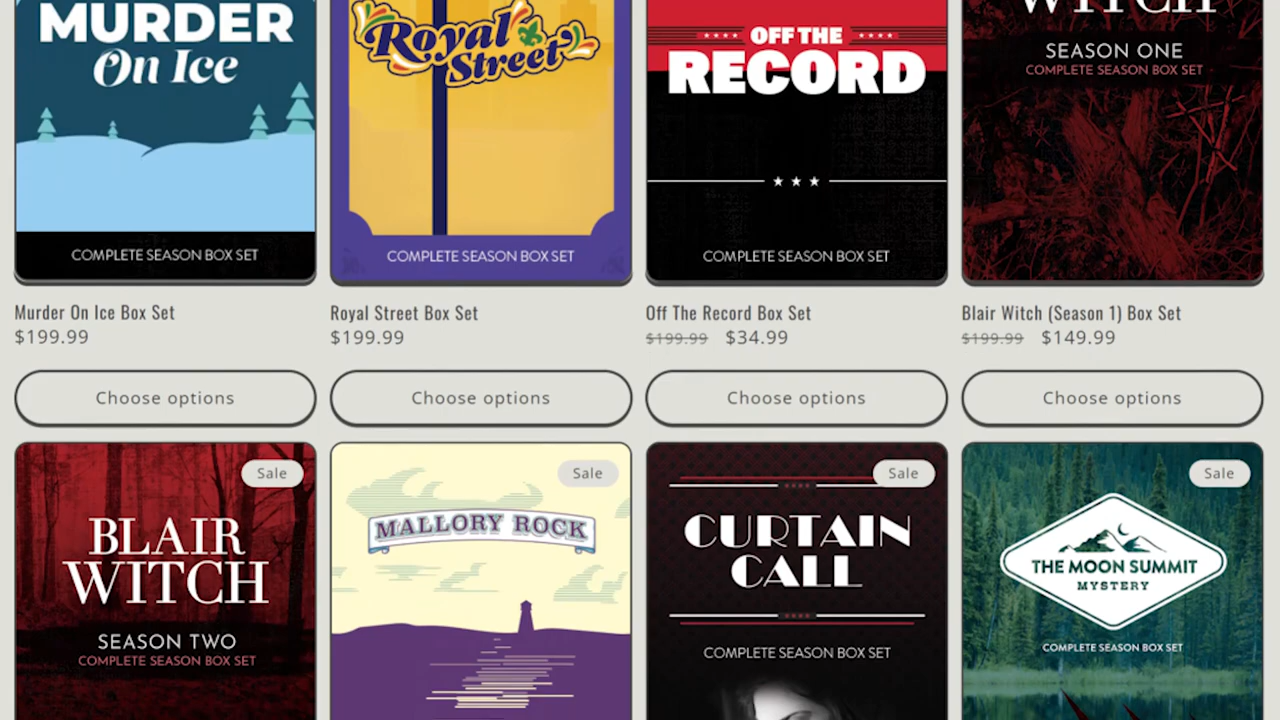 MURDER
On Ice
COMPLETE SEASON BOX SET
Royal
Street
COMPLETE SEASON BOX SET
OFF THE
RECORD
COMPLETE SEASON BOX SET
WITCH
SEASON ONE
COMPLETE SEASON BOX SET
Murder On Ice Box Set
$199.99
Choose options
Royal Street Box Set
$199.99
Choose options
Off The Record Box Set
$199.99 $34.99
Choose options
Blair Witch (Season 1) Box Set
$199.99 $149.99
Choose options
Sale
BLAIR
WITCH
SEASON TWO
COMPLETE SEASON BOX SET
Sale
MALLORY ROCK
Sale
CURTAIN
CALL
COMPLETE SEASON BOX SET
Sale
THE MOON SUMMIT
MYSTERY
COMPLETE SEASON BOX SET